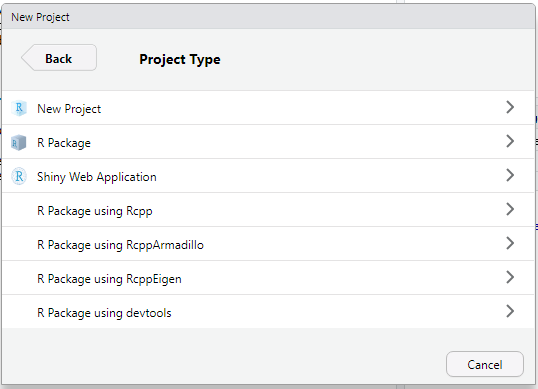 New Project
Back
Project Type
New Project
R Package
Shiny Web Application
R Package using Rcpp
R Package using RcppArmadillo
R Package using RcppEigen
R Package using devtools
Cancel